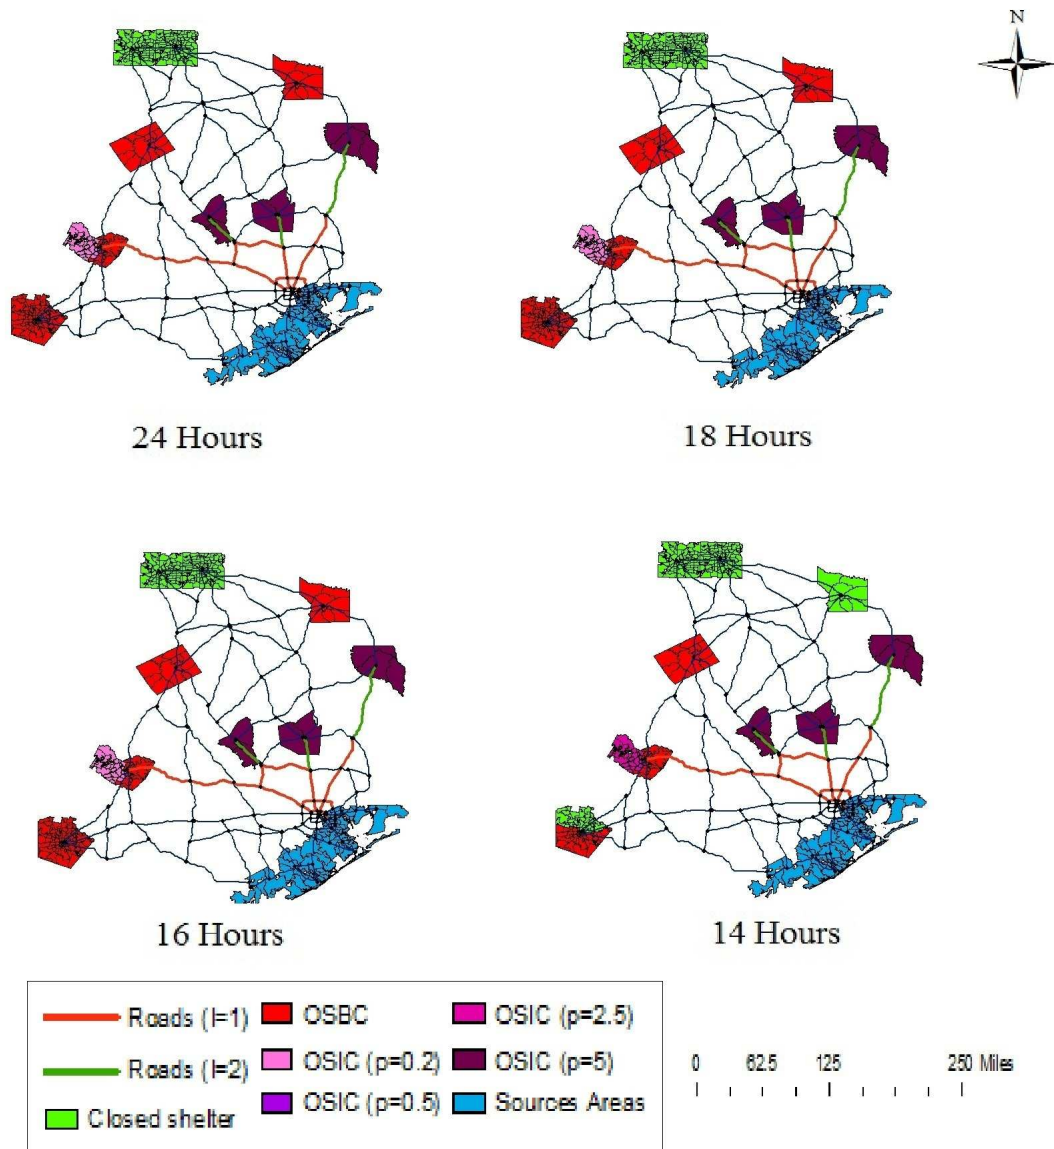 N
24 Hours
18 Hours
16 Hours
14 Hours
Roads (l=1)
OSBC
OSIC (p=2.5)
Roads (l=2)
OSIC (p=0.2)
OSIC (p=5)
Closed shelter
OSIC (p=0.5)
Sources Areas
0 62.5 125 250 Miles